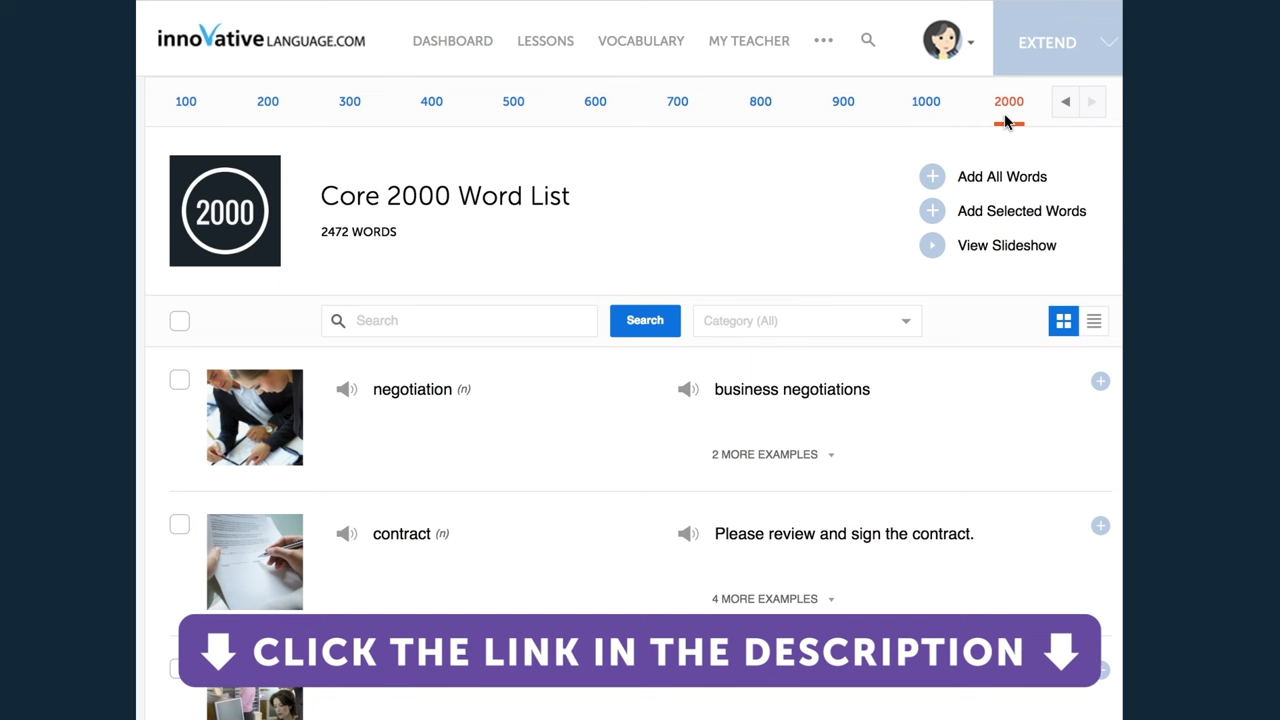 innoVative LANGUAGE.COM
DASHBOARD LESSONS VOCABULARY MY TEACHER ••• EXTEND
100 200 300 400 500 600 700 800 900 1000 2000
2000
Core 2000 Word List
2472 WORDS
Add All Words
Add Selected Words
View Slideshow
Search Search Category (All)
negotiation (n) business negotiations
2 MORE EXAMPLES
contract (n) Please review and sign the contract.
4 MORE EXAMPLES
CLICK THE LINK IN THE DESCRIPTION